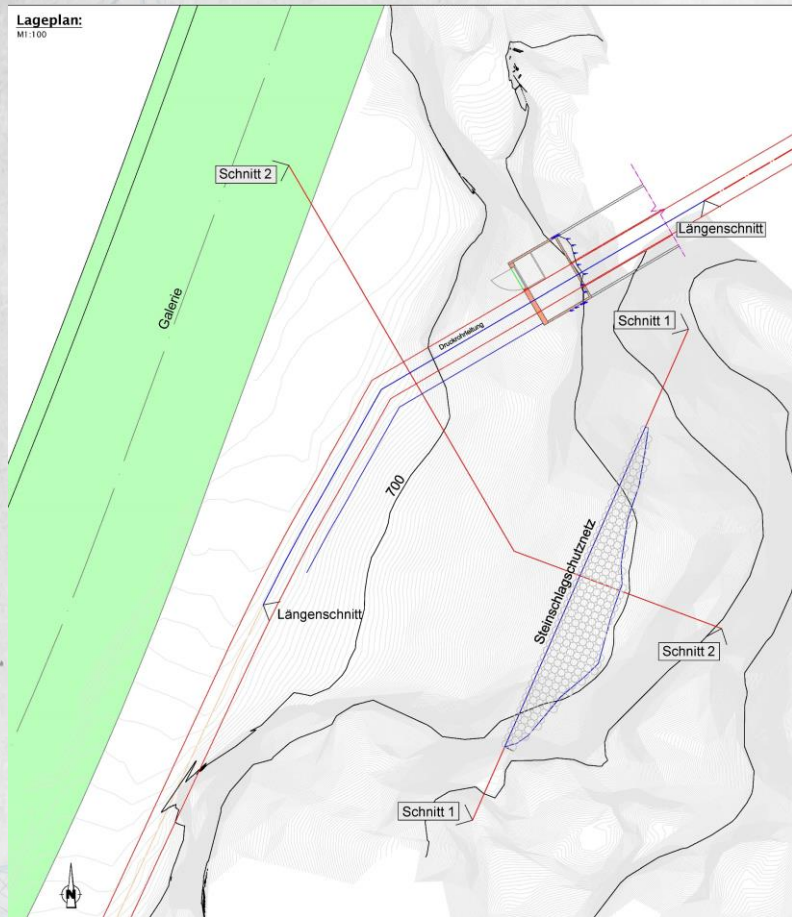 Lageplan:
M1:100
Schnitt 2
Längenschnitt
Galerie
Schnitt 1
Druckrohrleitung
700
Steinschlagschutznetz
Längenschnitt
Schnitt 2
Schnitt 1
N